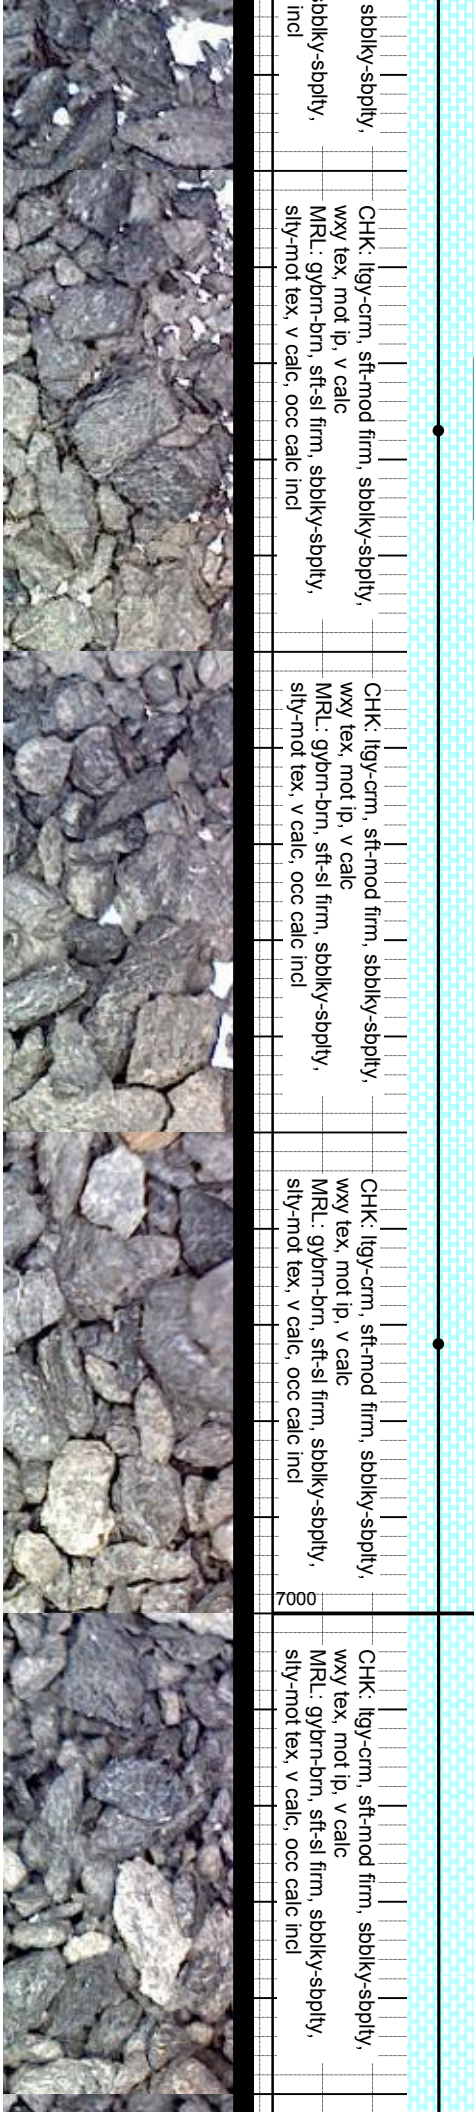 sbblky-sbplty,
sbblky-sbplty,
incl
CHK: ltgy-crm, sft-mod firm, sbblky-sbplty,
wxy tex, mot ip, v calc
MRL: gybrn-brn, sft-sl firm, sbblky-sbplty,
slty-mot tex, v calc, occ calc incl
CHK: ltgy-crm, sft-mod firm, sbblky-sbplty,
wxy tex, mot ip, v calc
MRL: gybrn-brn, sft-sl firm, sbblky-sbplty,
slty-mot tex, v calc, occ calc incl
CHK: ltgy-crm, sft-mod firm, sbblky-sbplty,
wxy tex, mot ip, v calc
MRL: gybrn-brn, sft-sl firm, sbblky-sbplty,
slty-mot tex, v calc, occ calc incl
7000
CHK: ltgy-crm, sft-mod firm, sbblky-sbplty,
wxy tex, mot ip, v calc
MRL: gybrn-brn, sft-sl firm, sbblky-sbplty,
slty-mot tex, v calc, occ calc incl